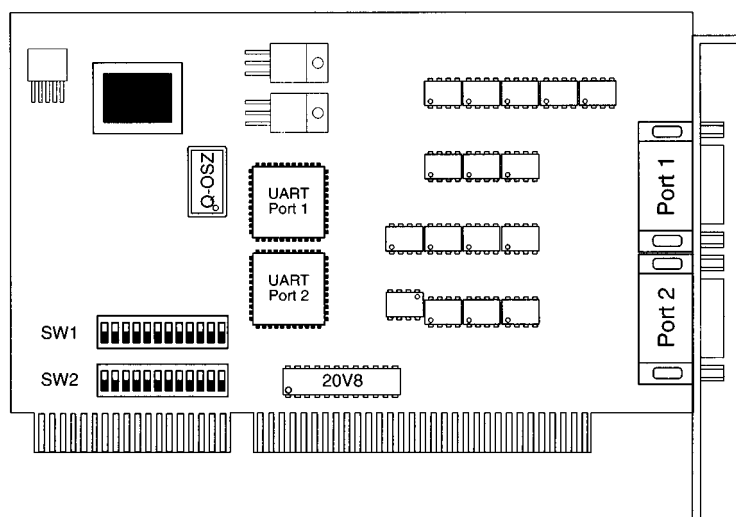 Q-OSZ
UART
Port 1
UART
Port 2
Port 1
Port 2
SW1
SW2
20V8